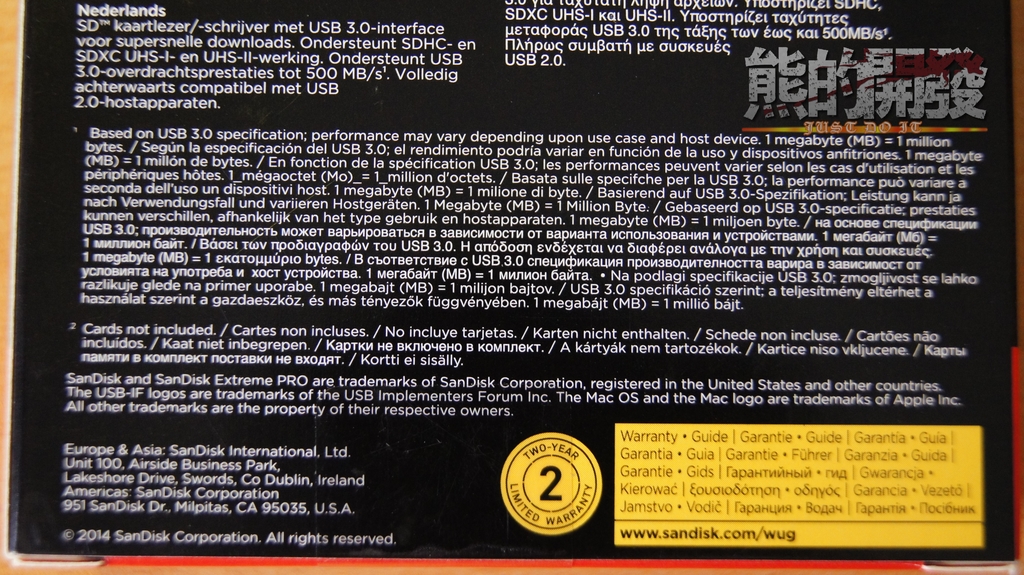 Nederlands
SD™ kaartlezer/-schrijver met USB 3.0-interface
voor supersnelle downloads. Ondersteunt SDHC- en
SDXC UHS-I- en UHS-II-werking. Ondersteunt USB
3.0-overdrachtsprestaties tot 500 MB/s¹. Volledig
achterwaarts compatibel met USB
2.0-hostapparaten.
3.0 για ταχύτατη λήψη αρχείων. Υποστηρίζει SDHC,
SDXC UHS-I και UHS-II. Υποστηρίζει ταχύτητες
μεταφοράς USB 3.0 της τάξης των έως και 500MB/s¹.
Πλήρως συμβατή με συσκευές
USB 2.0.
熊的開發
JUST DO IT
¹ Based on USB 3.0 specification; performance may vary depending upon use case and host device. 1 megabyte (MB) = 1 million
bytes. / Según la especificación del USB 3.0; el rendimiento podría variar en función de la uso y dispositivos anfitriones. 1 megabyte
(MB) = 1 millón de bytes. / En fonction de la spécification USB 3.0; les performances peuvent varier selon les cas d'utilisation et les
périphériques hôtes. 1_mégaoctet (Mo)_= 1_million d'octets. / Basata sulle specifiche per la USB 3.0; la performance può variare a
seconda dell'uso un dispositivi host. 1 megabyte (MB) = 1 milione di byte. / Basierend auf USB 3.0-Spezifikation; Leistung kann ja
nach Verwendungsfall und variieren Hostgeräten. 1 Megabyte (MB) = 1 Million Byte. / Gebaseerd op USB 3.0-specificatie; prestaties
kunnen verschillen, afhankelijk van het type gebruik en hostapparaten. 1 megabyte (MB) = 1 miljoen byte. / на основе спецификации
USB 3.0; производительность может варьироваться в зависимости от варианта использования и устройствами. 1 мегабайт (Мб) =
1 миллион байт. / Βάσει των προδιαγραφών του USB 3.0. Η απόδοση ενδέχεται να διαφέρει ανάλογα με την χρήση και συσκευές.
1 megabyte (MB) = 1 εκατομμύριο bytes. / В съответствие с USB 3.0 спецификация производителността варира в зависимост от
условията на употреба и хост устройства. 1 мегабайт (MB) = 1 милион байта. • Na podlagi specifikacije USB 3.0; zmogljivost se lahko
razlikuje glede na primer uporabe. 1 megabajt (MB) = 1 milijon bajtov. / USB 3.0 specifikáció szerint; a teljesítmény eltérhet a
használat szerint a gazdaeszköz, és más tényezők függvényében. 1 megabájt (MB) = 1 millió bájt.
² Cards not included. / Cartes non incluses. / No incluye tarjetas. / Karten nicht enthalten. / Schede non incluse. / Cartões não
incluídos. / Kaat niet inbegrepen. / Картки не включено в комплект. / A kártyák nem tartozékok. / Kartice niso vkljucene. / Карты
памяти в комплект поставки не входят. / Kortti ei sisälly.
SanDisk and SanDisk Extreme PRO are trademarks of SanDisk Corporation, registered in the United States and other countries.
The USB-IF logos are trademarks of the USB Implementers Forum Inc. The Mac OS and the Mac logo are trademarks of Apple Inc.
All other trademarks are the property of their respective owners.
Europe & Asia: SanDisk International, Ltd.
Unit 100, Airside Business Park,
Lakeshore Drive, Swords, Co Dublin, Ireland
Americas: SanDisk Corporation
951 SanDisk Dr., Milpitas, CA 95035, U.S.A.
© 2014 SanDisk Corporation. All rights reserved.
TWO-YEAR
2
LIMITED WARRANTY
Warranty • Guide | Garantie • Guide | Garantía • Guía |
Garantia • Guia | Garantie • Führer | Garanzia • Guida |
Garantie • Gids | Гарантийный • гид | Gwarancja •
Kierować | ξουσιοδότηση • οδηγός | Garancia • Vezető |
Jamstvo • Vodič | Гаранция • Водач | Гарантія • Посібник
www.sandisk.com/wug